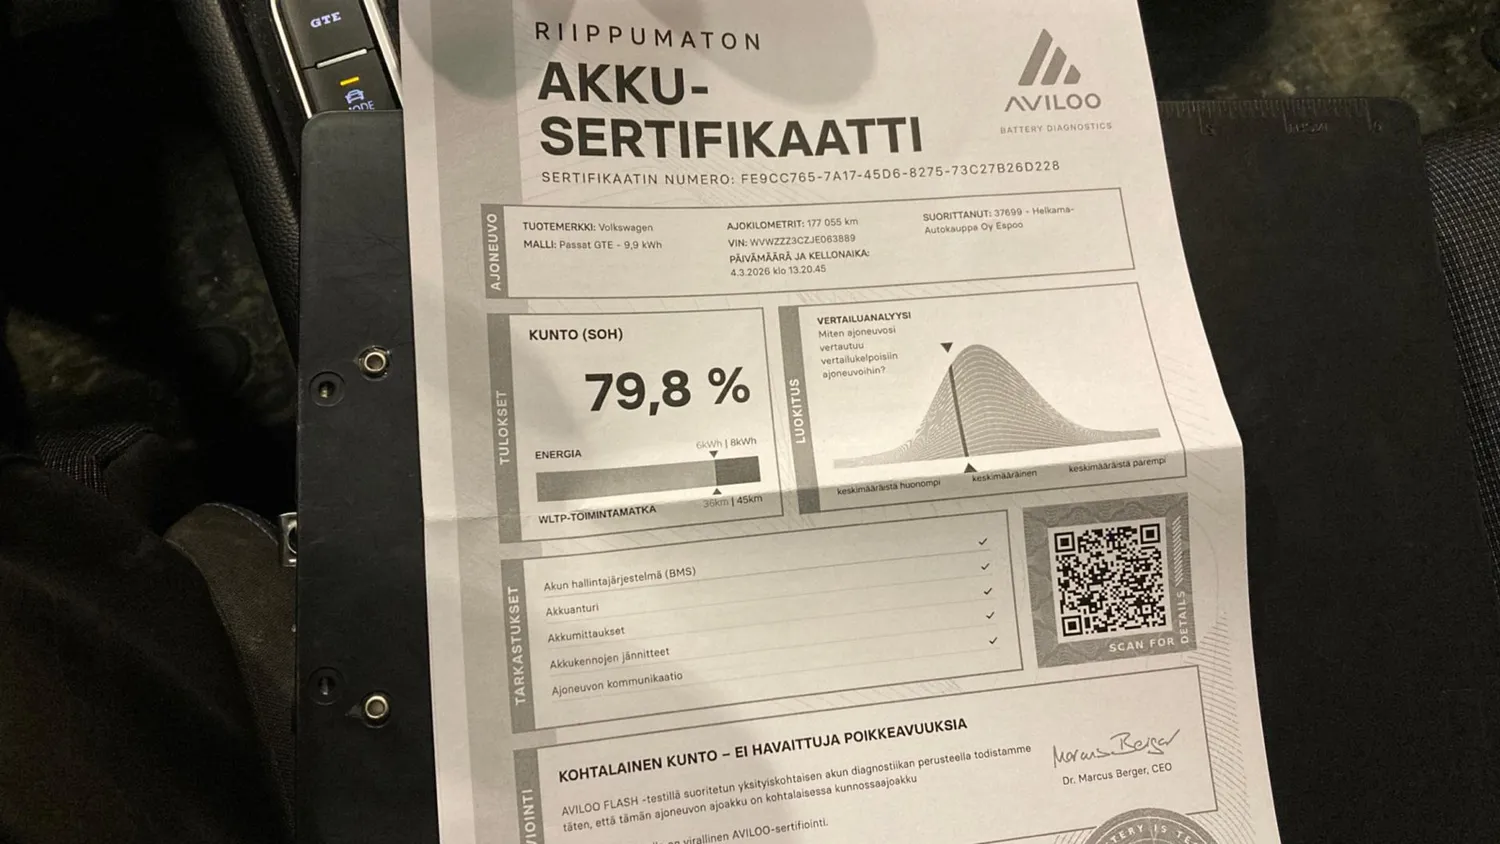 GTE
MODE
RIIPPUMATON
AKKU-
SERTIFIKAATTI
AVILOO
BATTERY DIAGNOSTICS
SERTIFIKAATIN NUMERO: FE9CC765-7A17-45D6-8275-73C27B26D228
AJONEUVO
TUOTEMERKKI: Volkswagen
MALLI: Passat GTE - 9,9 kWh
AJOKILOMETRIT: 177 055 km
VIN: WVWZZZ3CZJE063889
PÄIVÄMÄÄRÄ JA KELLONAIKA:
4.3.2026 klo 13.20.45
SUORITTANUT: 37699 - Helkama-
Autokauppa Oy Espoo
TULOKSET
KUNTO (SOH)
79,8 %
ENERGIA
6kWh | 8kWh
36km | 45km
WLTP-TOIMINTAMATKA
LUOKITUS
VERTAILUANALYYSI
Miten ajoneuvosi
vertautuu
vertailukelpoisiin
ajoneuvoihin?
keskimääräistä huonompi
keskimääräinen
keskimääräistä parempi
TARKASTUKSET
Akun hallintajärjestelmä (BMS)
Akkuanturi
Akkumittaukset
Akkukennojen jännitteet
Ajoneuvon kommunikaatio
SCAN FOR DETAILS
KOHTALAINEN KUNTO – EI HAVAITTUJA POIKKEAVUUKSIA
AVILOO FLASH -testillä suoritetun yksityiskohtaisen akun diagnostiikan perusteella todistamme
täten, että tämän ajoneuvon ajoakku on kohtalaisessa kunnossaajoakku
virallinen AVILOO-sertifiointi.
Marcus Berger
Dr. Marcus Berger, CEO